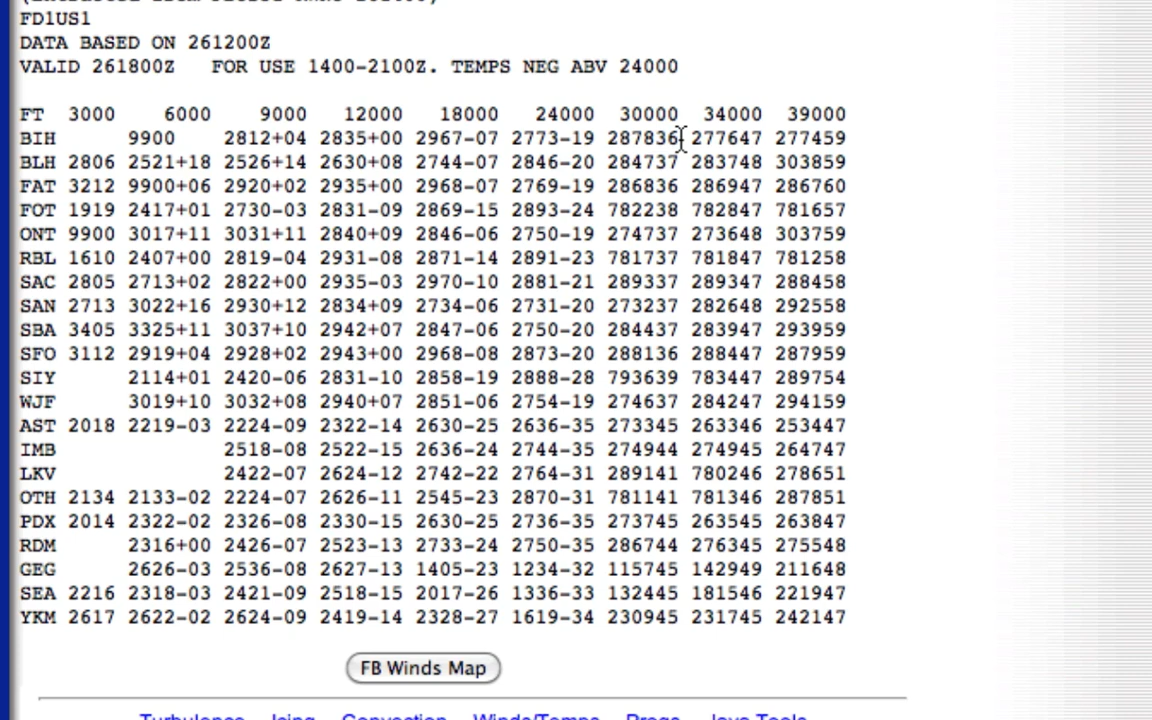 FD1US1
DATA BASED ON 261200Z
VALID 261800Z   FOR USE 1400-2100Z. TEMPS NEG ABV 24000
FT  3000    6000    9000   12000   18000   24000  30000  34000  39000
BIH         9900    2812+04 2835+00 2967-07 2773-19 287836 277647 277459
BLH 2806 2521+18 2526+14 2630+08 2744-07 2846-20 284737 283748 303859
FAT 3212 9900+06 2920+02 2935+00 2968-07 2769-19 286836 286947 286760
FOT 1919 2417+01 2730-03 2831-09 2869-15 2893-24 782238 782847 781657
ONT 9900 3017+11 3031+11 2840+09 2846-06 2750-19 274737 273648 303759
RBL 1610 2407+00 2819-04 2931-08 2871-14 2891-23 781737 781847 781258
SAC 2805 2713+02 2822+00 2935-03 2970-10 2881-21 289337 289347 288458
SAN 2713 3022+16 2930+12 2834+09 2734-06 2731-20 273237 282648 292558
SBA 3405 3325+11 3037+10 2942+07 2847-06 2750-20 284437 283947 293959
SFO 3112 2919+04 2928+02 2943+00 2968-08 2873-20 288136 288447 287959
SIY      2114+01 2420-06 2831-10 2858-19 2888-28 793639 783447 289754
WJF      3019+10 3032+08 2940+07 2851-06 2754-19 274637 284247 294159
AST 2018 2219-03 2224-09 2322-14 2630-25 2636-35 273345 263346 253447
IMB              2518-08 2522-15 2636-24 2744-35 274944 274945 264747
LKV              2422-07 2624-12 2742-22 2764-31 289141 780246 278651
OTH 2134 2133-02 2224-07 2626-11 2545-23 2870-31 781141 781346 287851
PDX 2014 2322-02 2326-08 2330-15 2630-25 2736-35 273745 263545 263847
RDM      2316+00 2426-07 2523-13 2733-24 2750-35 286744 276345 275548
GEG      2626-03 2536-08 2627-13 1405-23 1234-32 115745 142949 211648
SEA 2216 2318-03 2421-09 2518-15 2017-26 1336-33 132445 181546 221947
YKM 2617 2622-02 2624-09 2419-14 2328-27 1619-34 230945 231745 242147
FB Winds Map
Turbulence Icing Convection Winds/Temps Progs Java Tools